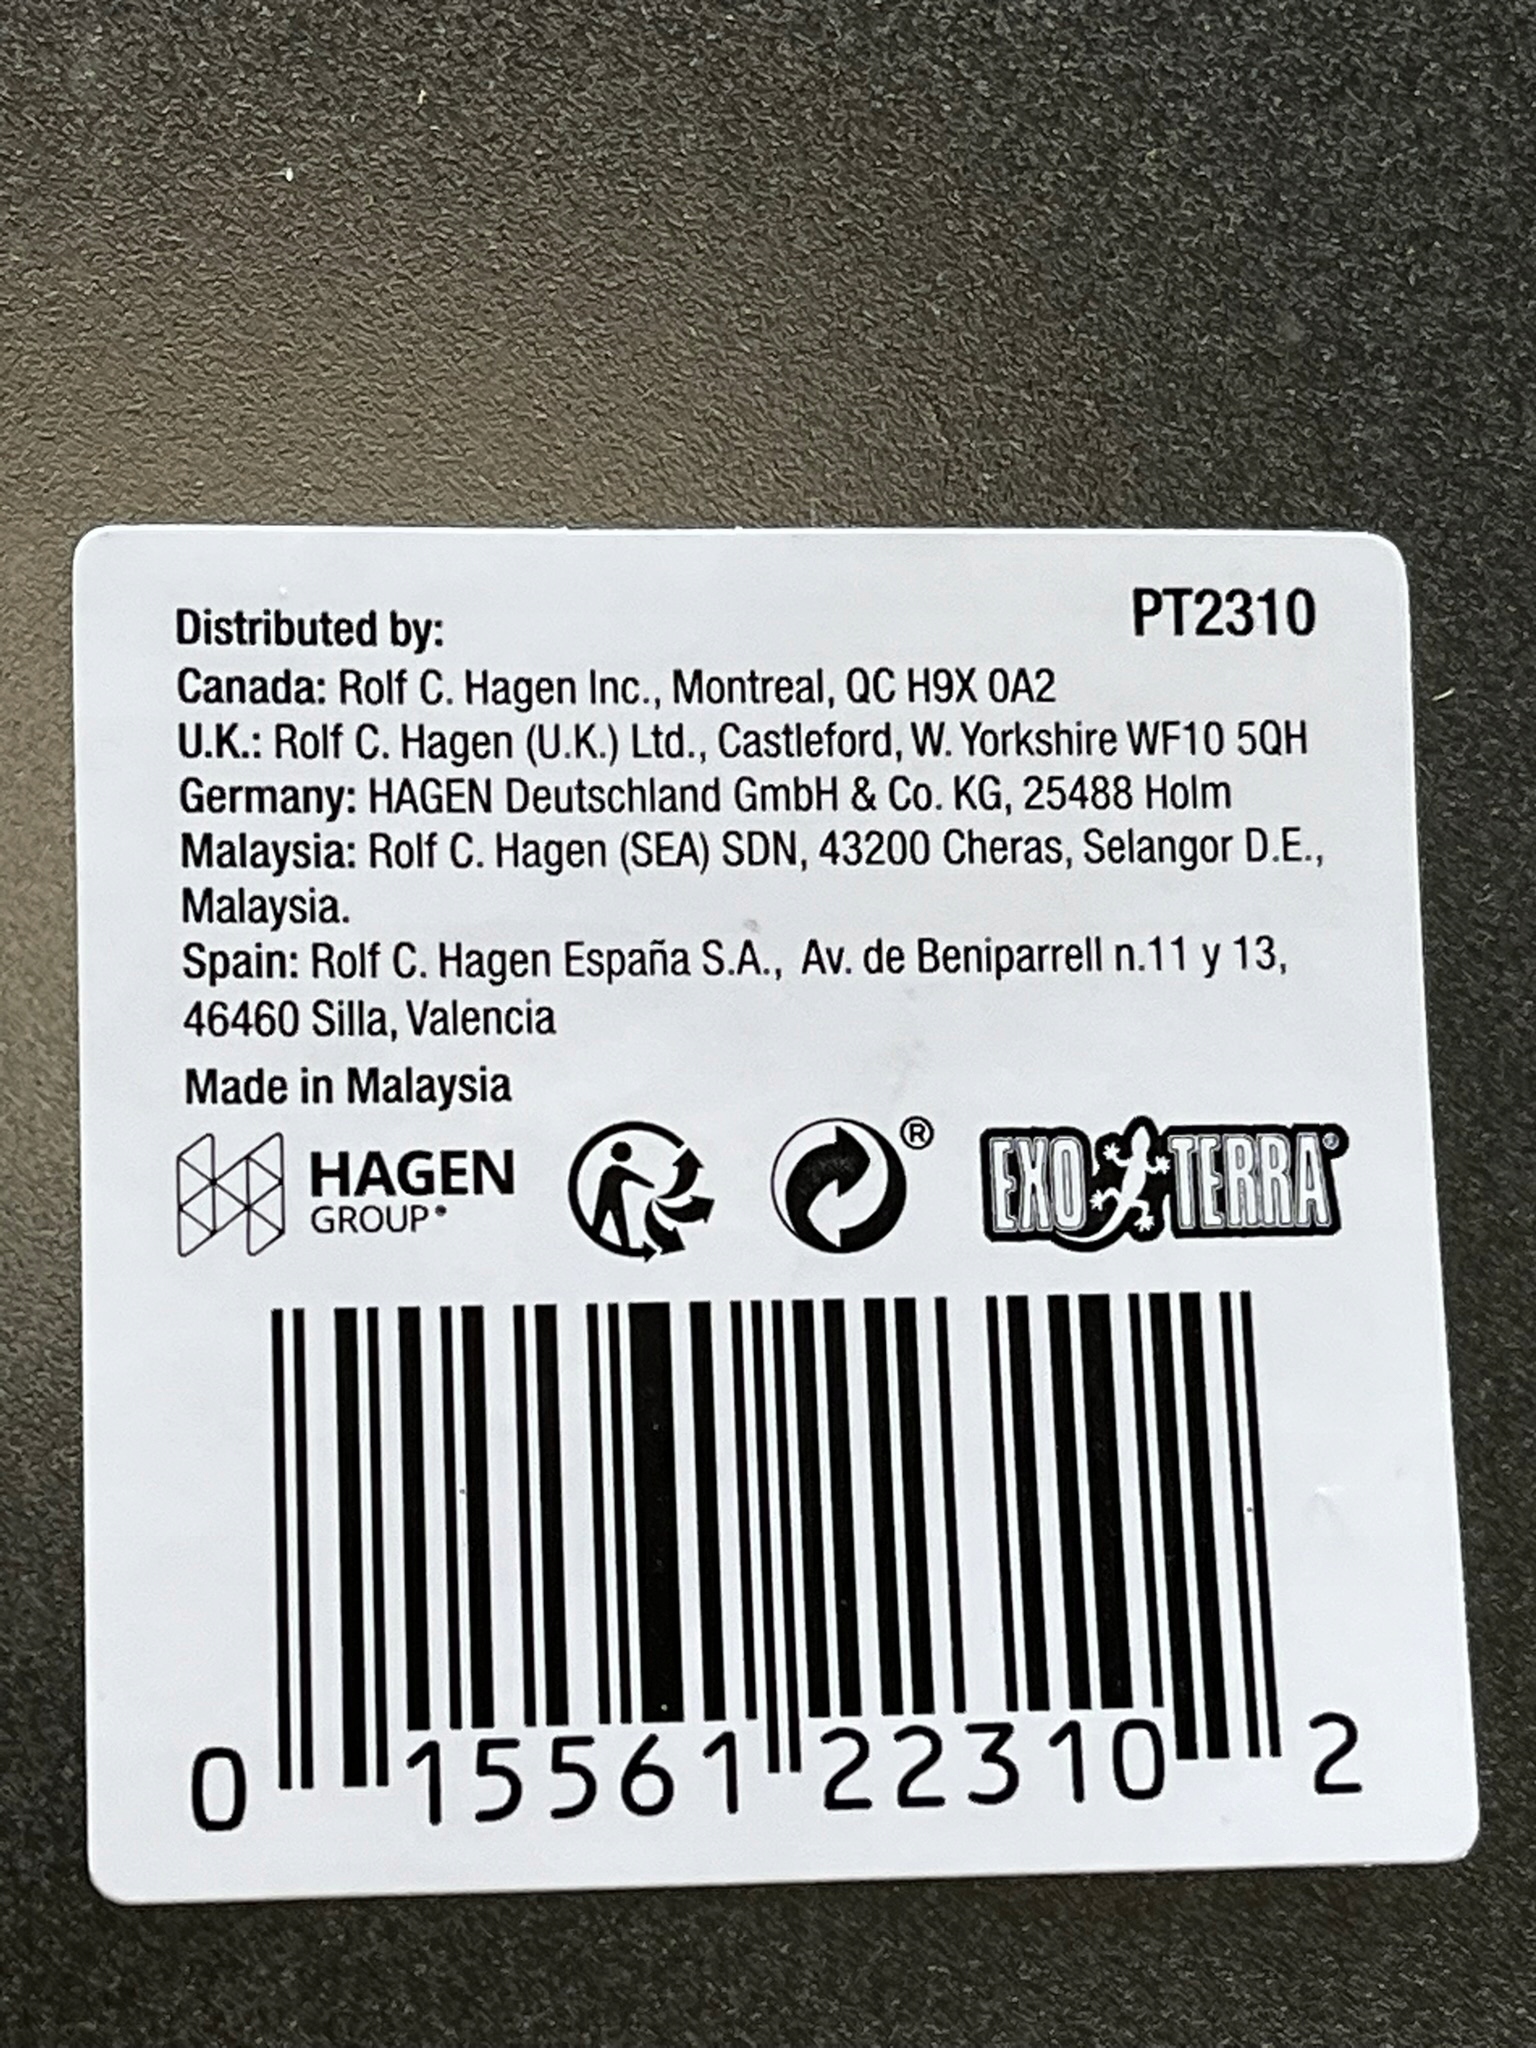 PT2310
Distributed by:
Canada: Rolf C. Hagen Inc., Montreal, QC H9X 0A2
U.K.: Rolf C. Hagen (U.K.) Ltd., Castleford, W. Yorkshire WF10 5QH
Germany: HAGEN Deutschland GmbH & Co. KG, 25488 Holm
Malaysia: Rolf C. Hagen (SEA) SDN, 43200 Cheras, Selangor D.E.,
Malaysia.
Spain: Rolf C. Hagen España S.A., Av. de Beniparrell n.11 y 13,
46460 Silla, Valencia
Made in Malaysia
HAGEN
GROUP®
®
EXO TERRA®
0 15561 22310 2